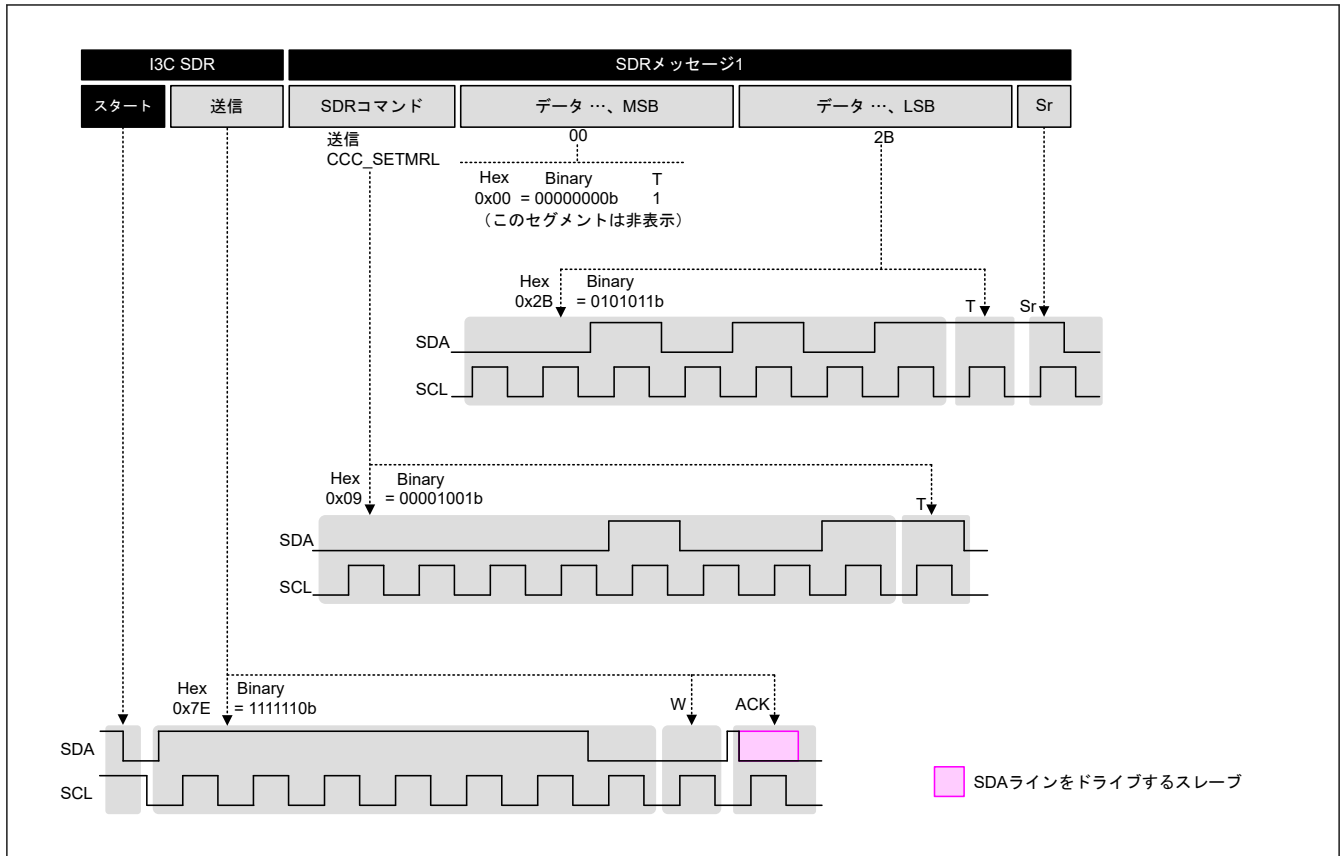 I3C SDR
SDRメッセージ1
スタート
送信
SDRコマンド
データ …、MSB
データ …、LSB
Sr
送信
CCC_SETMRL
00
2B
Hex Binary T
0x00 = 00000000b 1
（このセグメントは非表示）
Hex Binary
0x2B = 0101011b
T
Sr
SDA
SCL
Hex Binary
0x09 = 00001001b
T
SDA
SCL
Hex Binary
0x7E = 1111110b
W
ACK
SDA
SCL
SDAラインをドライブするスレーブ